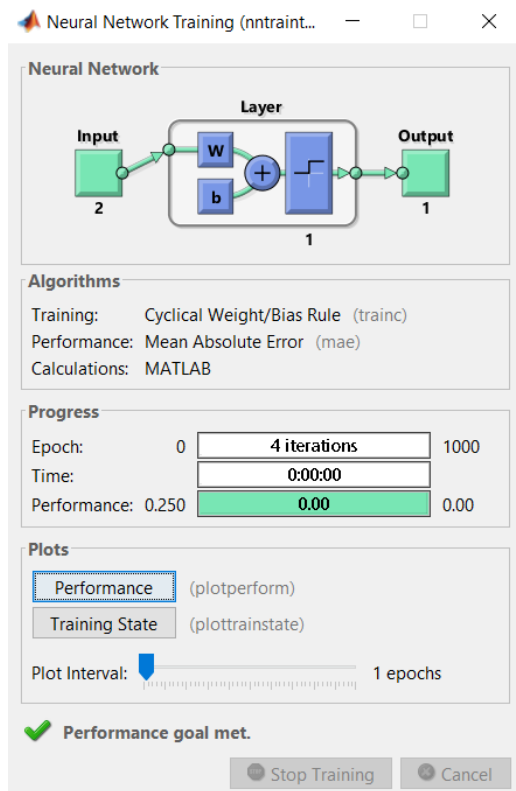 Neural Network Training (nntraint...
Neural Network
Layer
Input
Output
W
b
+
2
1
1
Algorithms
Training: Cyclical Weight/Bias Rule (trainc)
Performance: Mean Absolute Error (mae)
Calculations: MATLAB
Progress
Epoch: 0 4 iterations 1000
Time: 0:00:00
Performance: 0.250 0.00 0.00
Plots
Performance (plotperform)
Training State (plottrainstate)
Plot Interval: 1 epochs
Performance goal met.
Stop Training Cancel